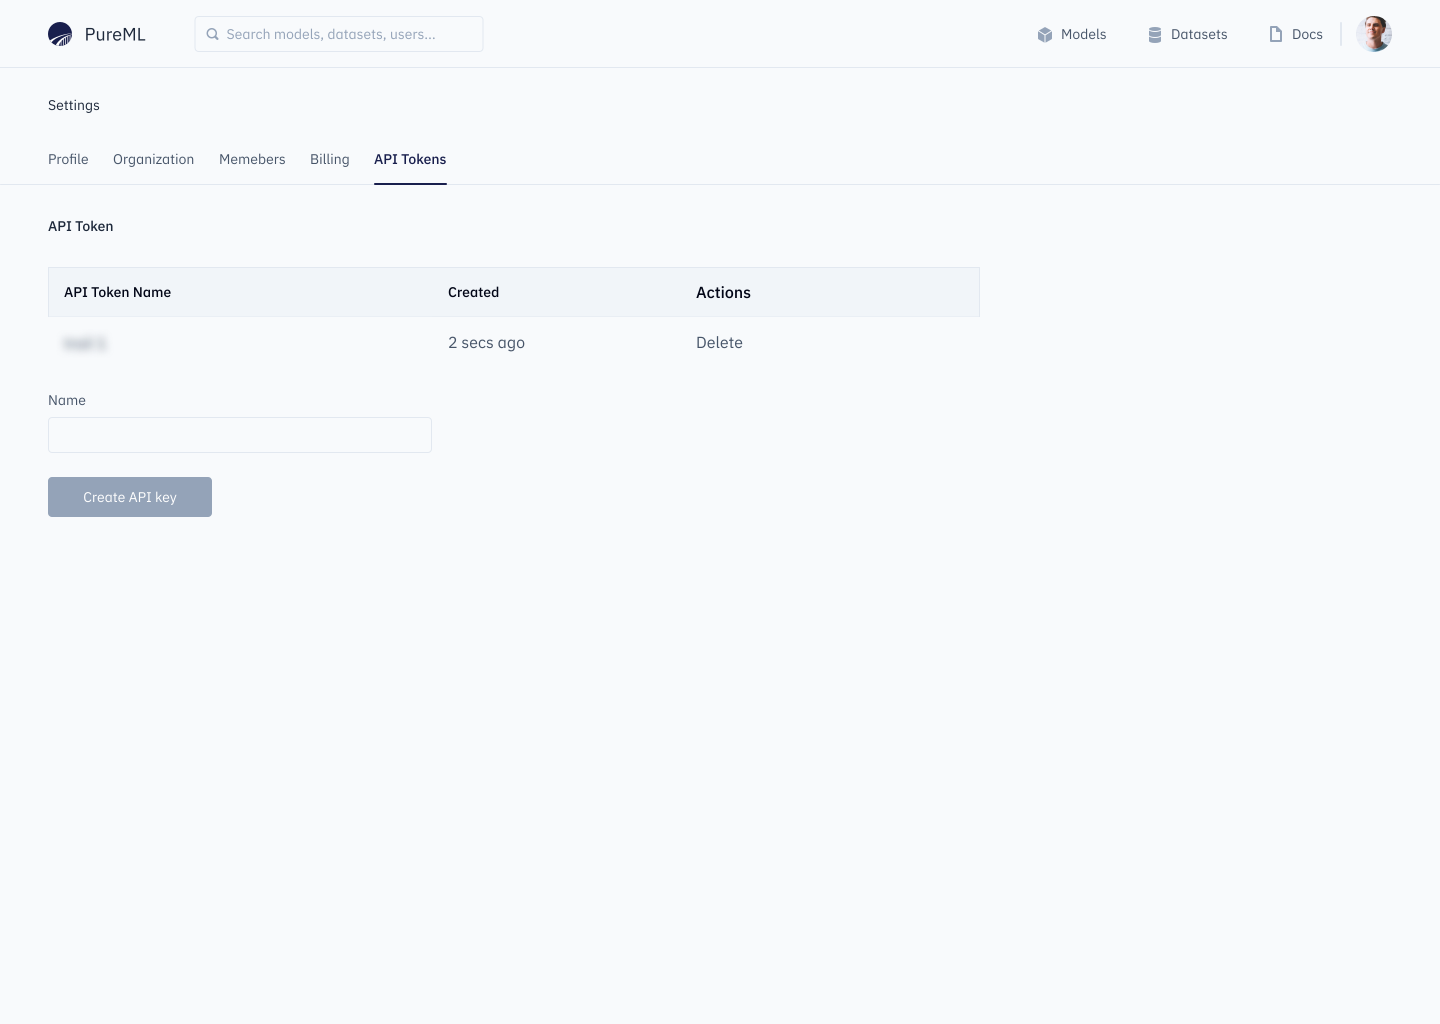 PureML
Search models, datasets, users...
Models
Datasets
Docs
Settings
Profile
Organization
Memebers
Billing
API Tokens
API Token
API Token Name
Created
Actions
2 secs ago
Delete
Name
Create API key